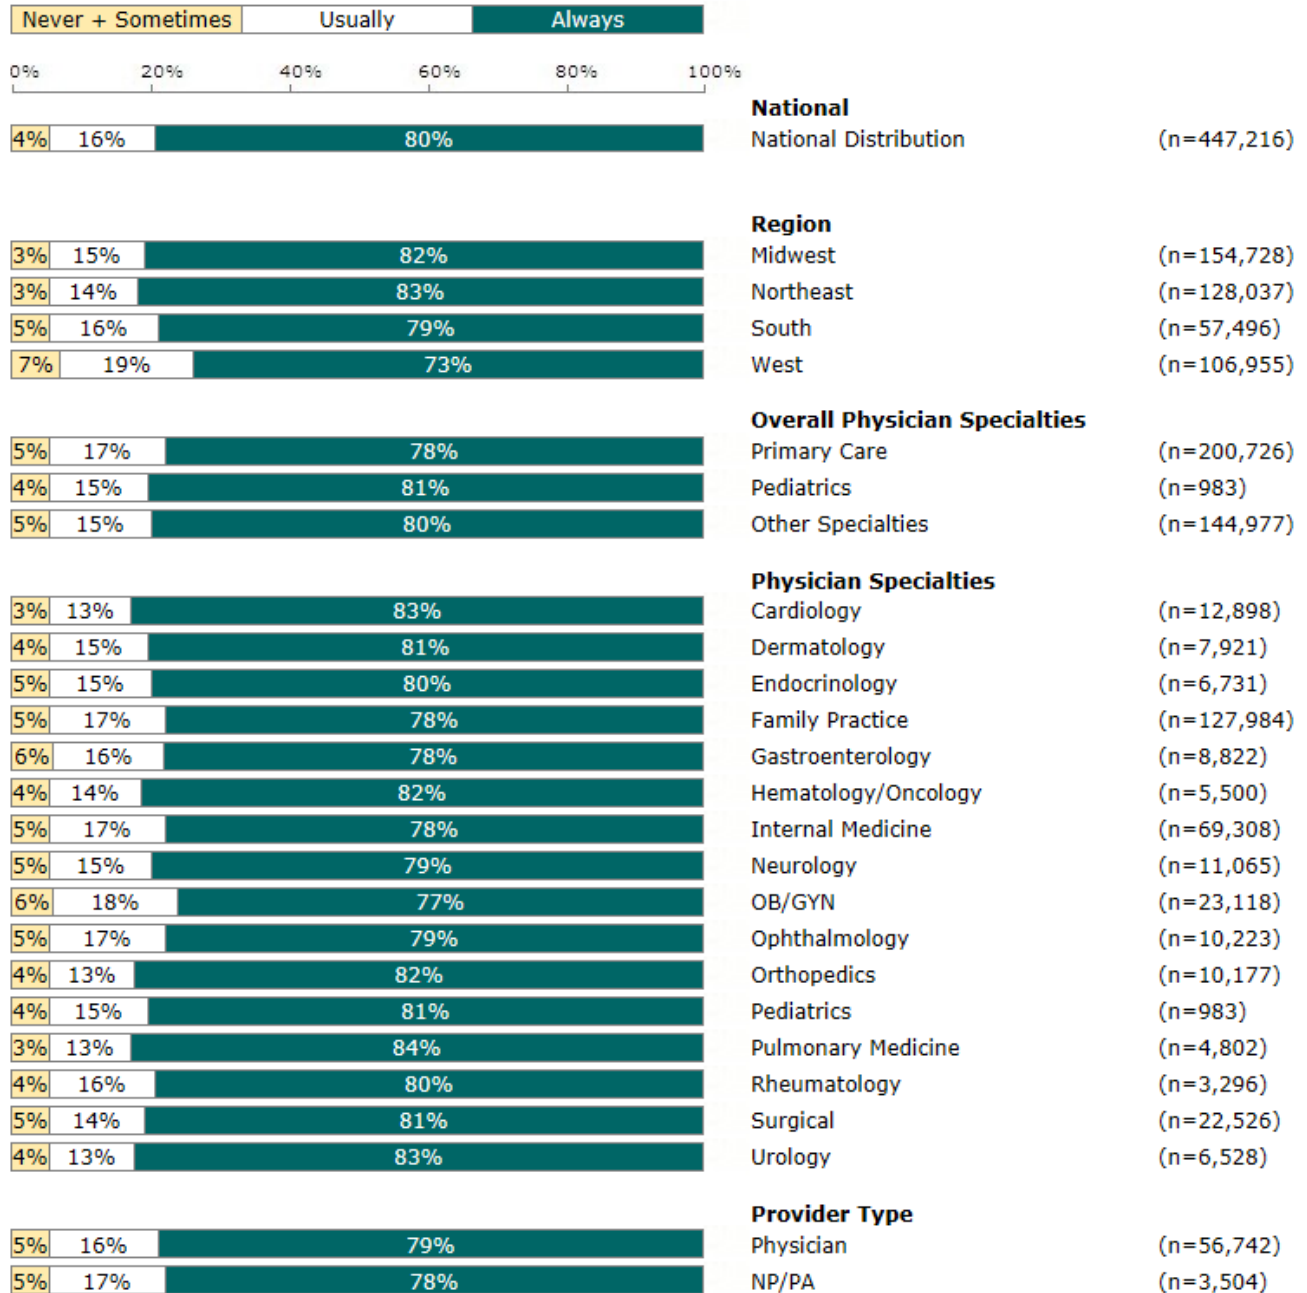 Never + Sometimes Usually Always
0% 20% 40% 60% 80% 100%
National
4% 16% 80% National Distribution (n=447,216)
Region
3% 15% 82% Midwest (n=154,728)
3% 14% 83% Northeast (n=128,037)
5% 16% 79% South (n=57,496)
7% 19% 73% West (n=106,955)
Overall Physician Specialties
5% 17% 78% Primary Care (n=200,726)
4% 15% 81% Pediatrics (n=983)
5% 15% 80% Other Specialties (n=144,977)
Physician Specialties
3% 13% 83% Cardiology (n=12,898)
4% 15% 81% Dermatology (n=7,921)
5% 15% 80% Endocrinology (n=6,731)
5% 17% 78% Family Practice (n=127,984)
6% 16% 78% Gastroenterology (n=8,822)
4% 14% 82% Hematology/Oncology (n=5,500)
5% 17% 78% Internal Medicine (n=69,308)
5% 15% 79% Neurology (n=11,065)
6% 18% 77% OB/GYN (n=23,118)
5% 17% 79% Ophthalmology (n=10,223)
4% 13% 82% Orthopedics (n=10,177)
4% 15% 81% Pediatrics (n=983)
3% 13% 84% Pulmonary Medicine (n=4,802)
4% 16% 80% Rheumatology (n=3,296)
5% 14% 81% Surgical (n=22,526)
4% 13% 83% Urology (n=6,528)
Provider Type
5% 16% 79% Physician (n=56,742)
5% 17% 78% NP/PA (n=3,504)